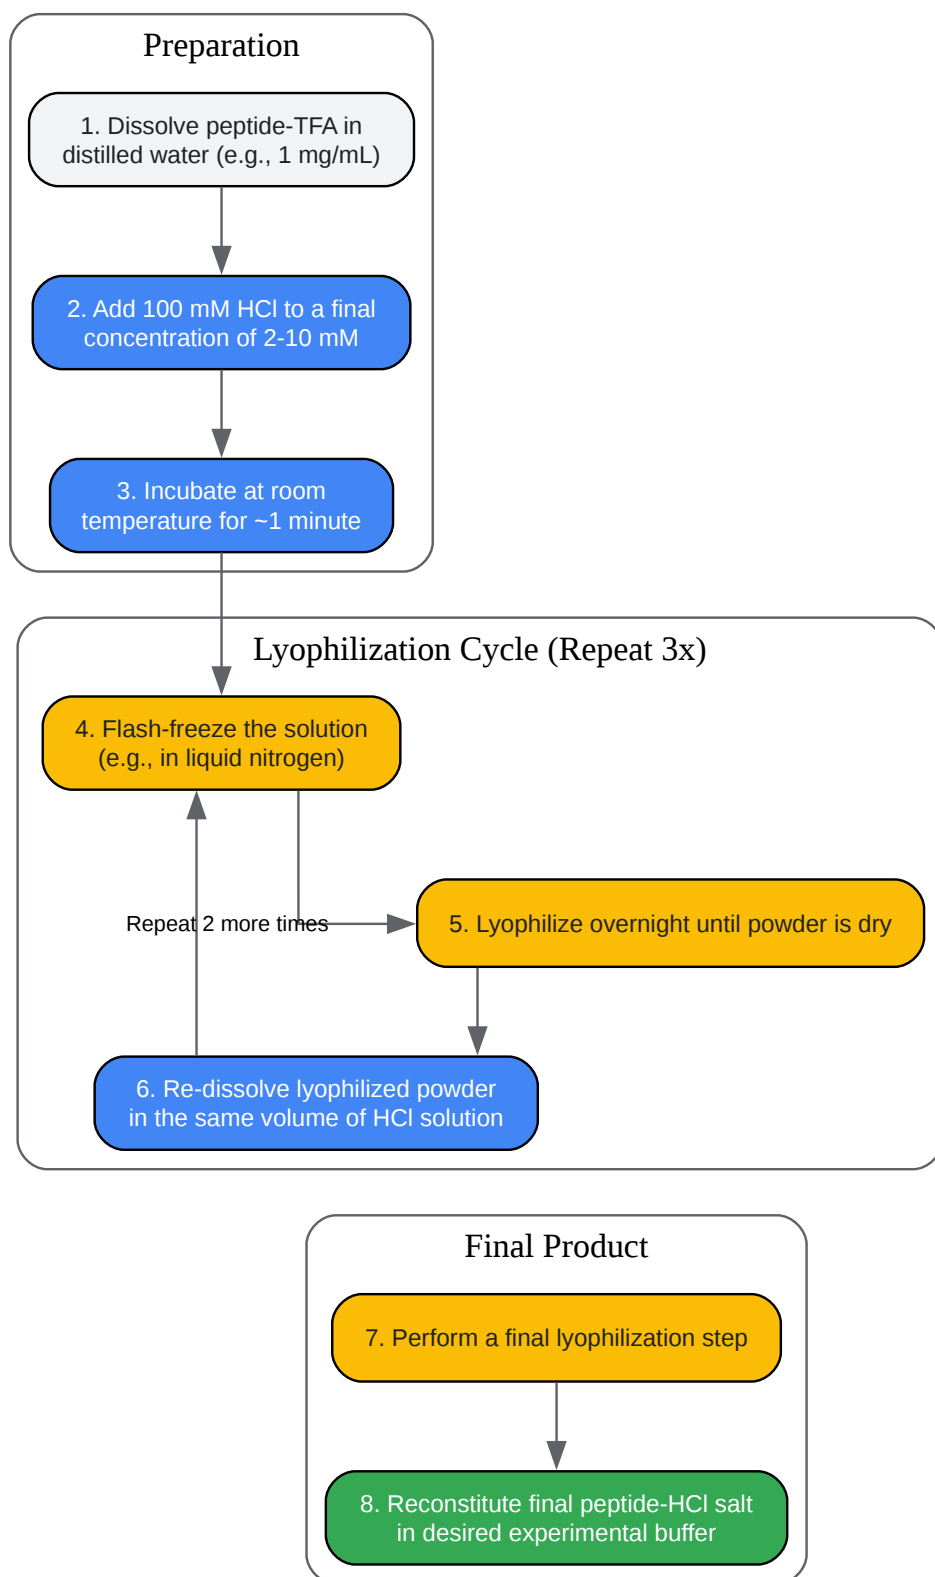 Preparation
1. Dissolve peptide-TFA in
distilled water (e.g., 1 mg/mL)
2. Add 100 mM HCl to a final
concentration of 2-10 mM
3. Incubate at room
temperature for ~1 minute
Lyophilization Cycle (Repeat 3x)
4. Flash-freeze the solution
(e.g., in liquid nitrogen)
Repeat 2 more times
5. Lyophilize overnight until powder is dry
6. Re-dissolve lyophilized powder
in the same volume of HCl solution
Final Product
7. Perform a final lyophilization step
8. Reconstitute final peptide-HCl salt
in desired experimental buffer